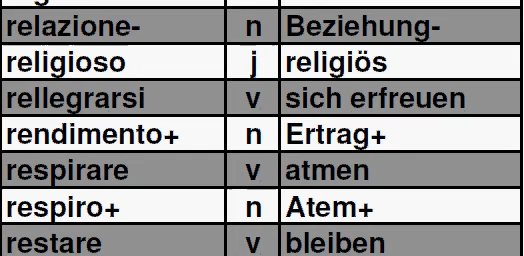 relazione- n Beziehung-
religioso j religiös
rellegrarsi v sich erfreuen
rendimento+ n Ertrag+
respirare v atmen
respiro+ n Atem+
restare v bleiben